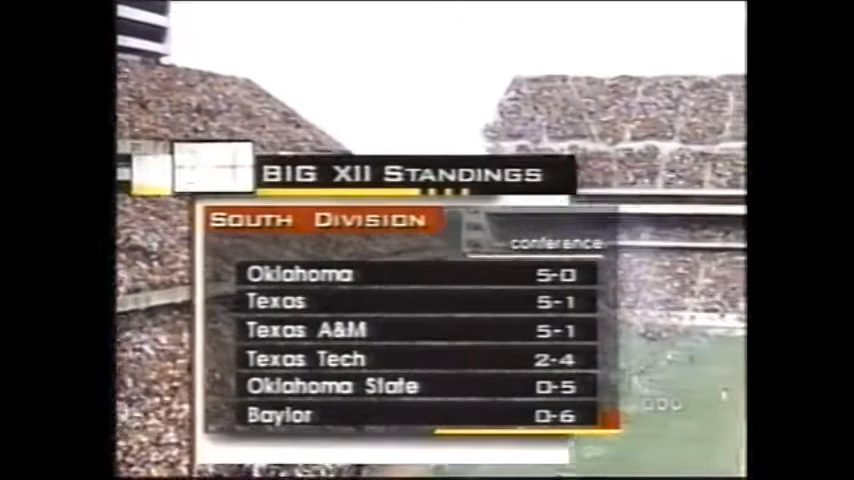 BIG XII STANDINGS
SOUTH DIVISION
conference
Oklahoma 5-0
Texas 5-1
Texas A&M 5-1
Texas Tech 2-4
Oklahoma State 0-5
Baylor 0-6